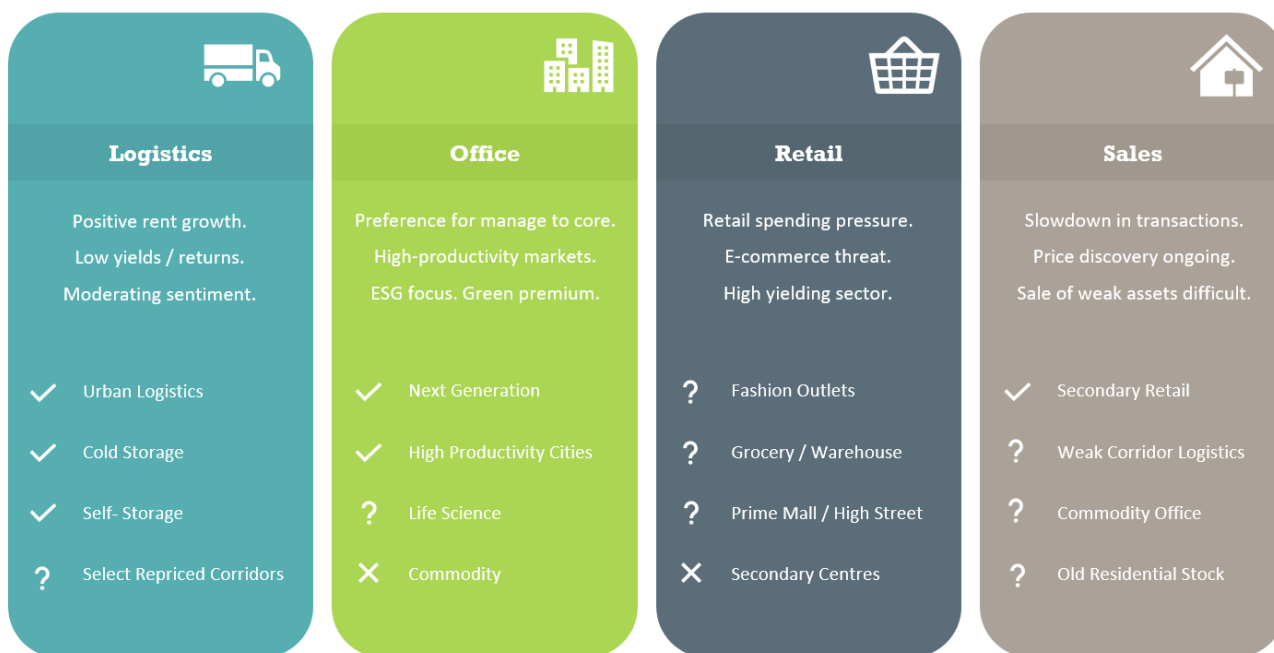 Logistics
Positive rent growth.
Low yields / returns.
Moderating sentiment.
✓ Urban Logistics
✓ Cold Storage
✓ Self- Storage
? Select Repriced Corridors
Office
Preference for manage to core.
High-productivity markets.
ESG focus. Green premium.
✓ Next Generation
✓ High Productivity Cities
? Life Science
✕ Commodity
Retail
Retail spending pressure.
E-commerce threat.
High yielding sector.
? Fashion Outlets
? Grocery / Warehouse
? Prime Mall / High Street
✕ Secondary Centres
Sales
Slowdown in transactions.
Price discovery ongoing.
Sale of weak assets difficult.
✓ Secondary Retail
? Weak Corridor Logistics
? Commodity Office
? Old Residential Stock